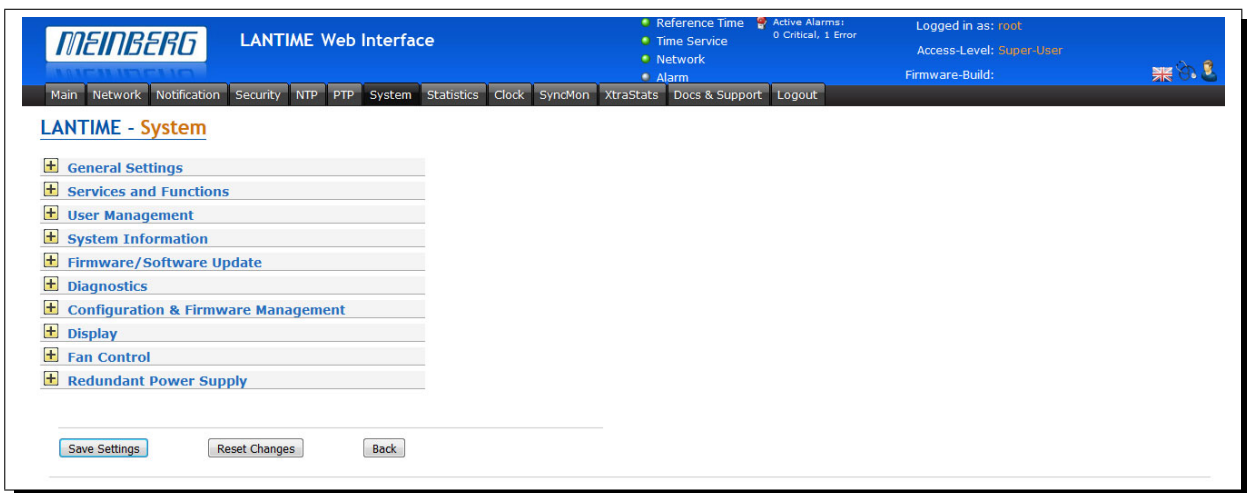 MEINBERG
LANTIME Web Interface
Reference Time
Time Service
Network
Alarm
Active Alarms:
0 Critical, 1 Error
Logged in as: root
Access-Level: Super-User
Firmware-Build:
Main Network Notification Security NTP PTP System Statistics Clock SyncMon XtraStats Docs & Support Logout
LANTIME - System
General Settings
Services and Functions
User Management
System Information
Firmware/Software Update
Diagnostics
Configuration & Firmware Management
Display
Fan Control
Redundant Power Supply
Save Settings Reset Changes Back